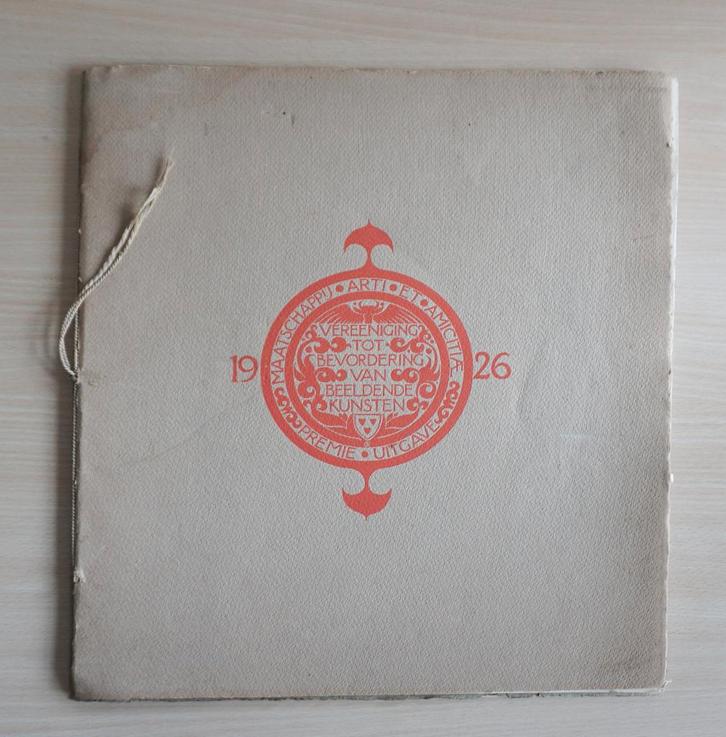 MAATSCHAPPIJ • ARTI • ET • AMICITIÆ
19 26
VEREENIGING
TOT
BEVORDERING
VAN
BEELDENDE
KUNSTEN
PREMIE • UITGAVE